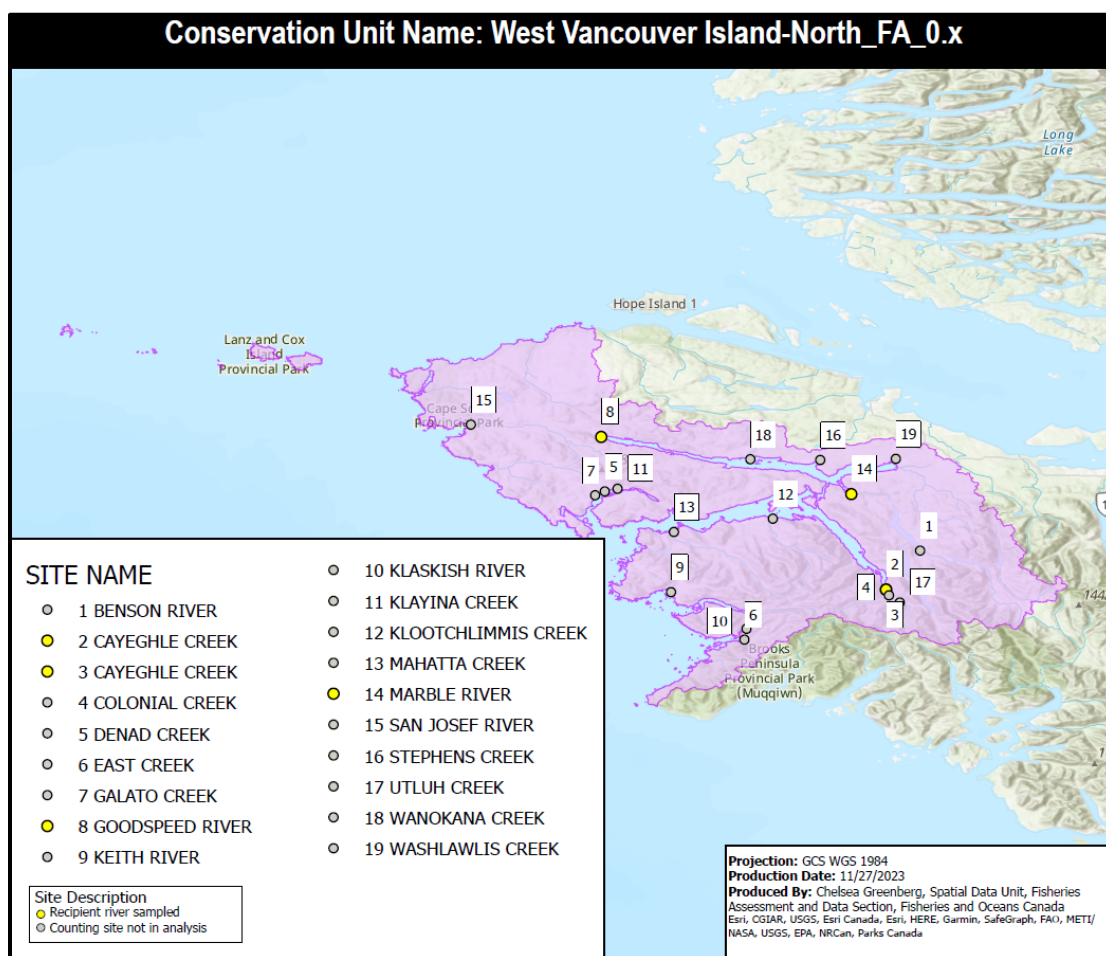 Conservation Unit Name: West Vancouver Island-North_FA_0.x
Long
Lake
Hope Island 1
Lanz and Cox
Island
Provincial Park
15
8
18
16
19
7
5
11
14
13
12
1
2
9
4
17
3
10
6
Brooks
Peninsula
Provincial Park
(Muqqiwn)
SITE NAME
1 BENSON RIVER
2 CAYEGHLE CREEK
3 CAYEGHLE CREEK
4 COLONIAL CREEK
5 DENAD CREEK
6 EAST CREEK
7 GALATO CREEK
8 GOODSPEED RIVER
9 KEITH RIVER
10 KLASKISH RIVER
11 KLAYINA CREEK
12 KLOOTCHLIMMIS CREEK
13 MAHATTA CREEK
14 MARBLE RIVER
15 SAN JOSEF RIVER
16 STEPHENS CREEK
17 UTLUH CREEK
18 WANOKANA CREEK
19 WASHLAWLIS CREEK
Site Description
Recipient river sampled
Counting site not in analysis
Projection: GCS WGS 1984
Production Date: 11/27/2023
Produced By: Chelsea Greenberg, Spatial Data Unit, Fisheries
Assessment and Data Section, Fisheries and Oceans Canada
Esri, CGIAR, USGS, Esri Canada, Esri, HERE, Garmin, SafeGraph, FAO, METI/
NASA, USGS, EPA, NRCan, Parks Canada